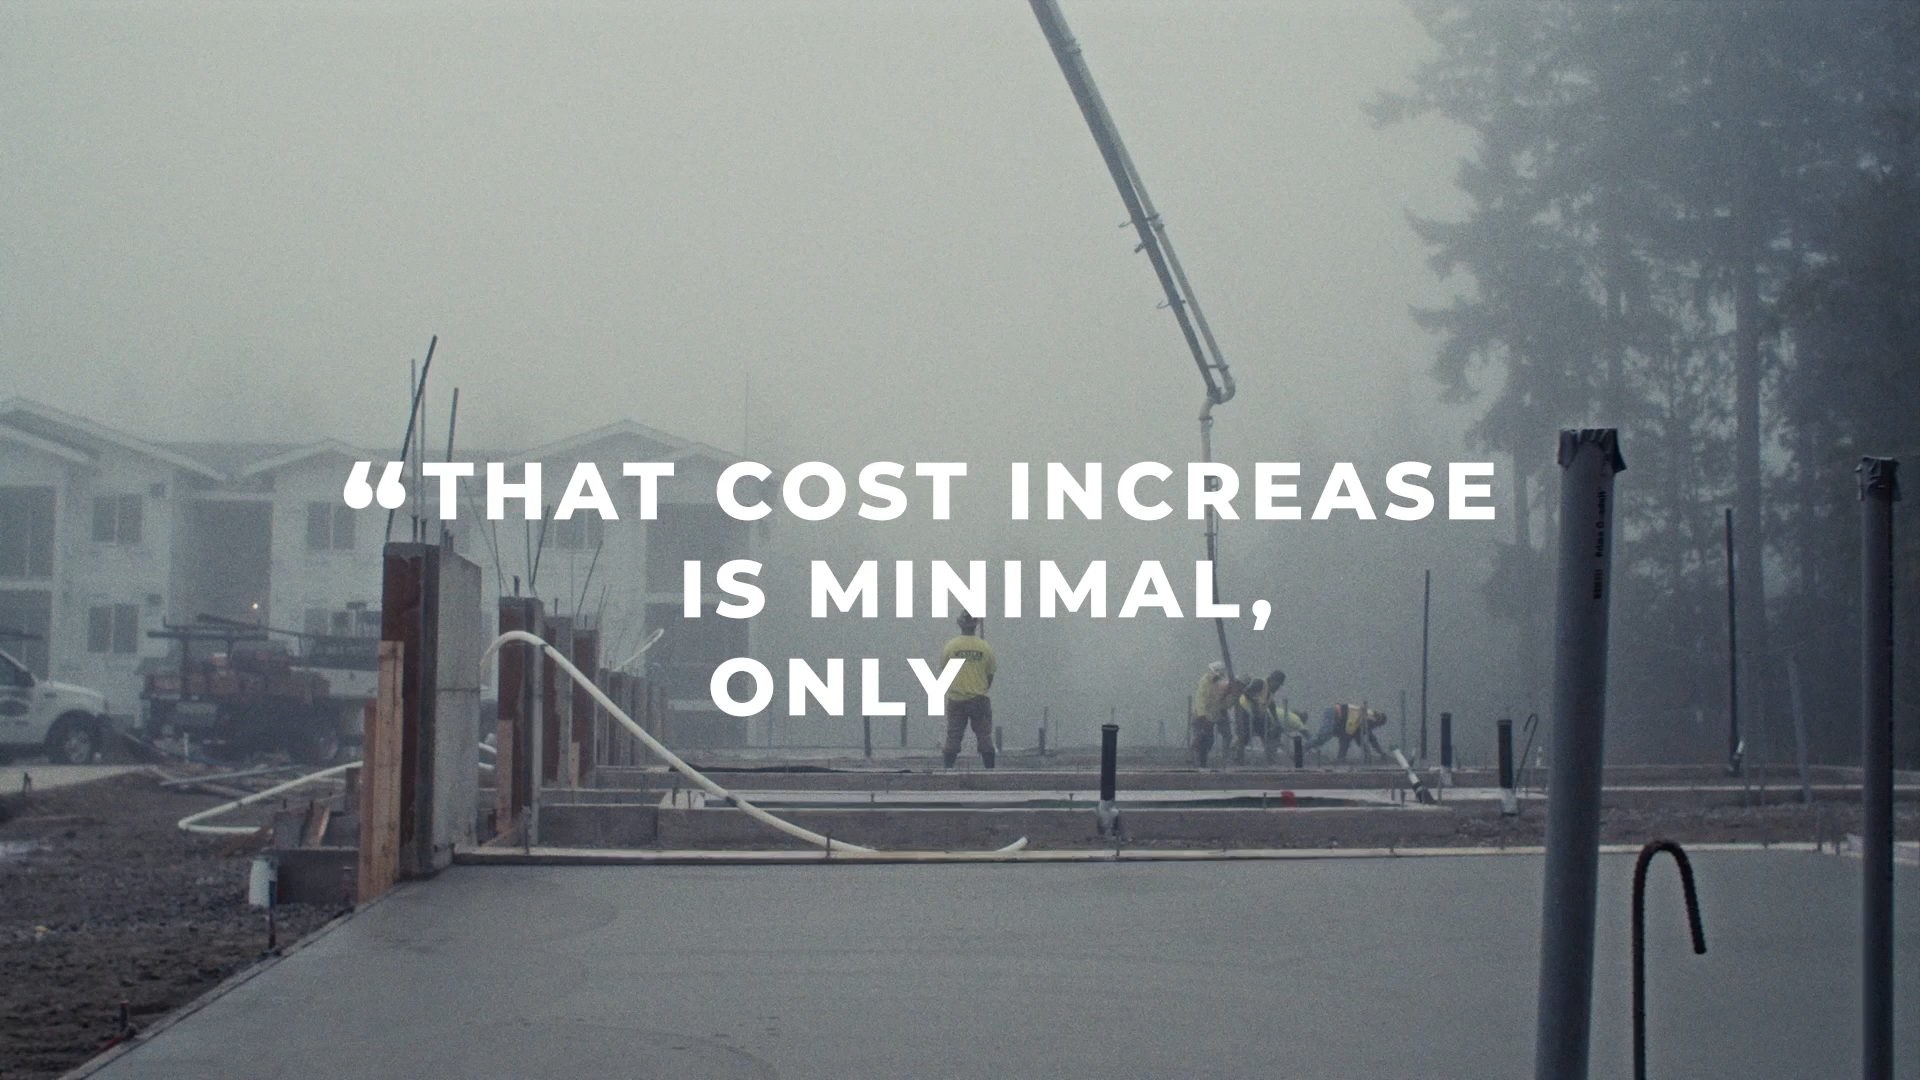 “THAT COST INCREASE
IS MINIMAL,
ONLY